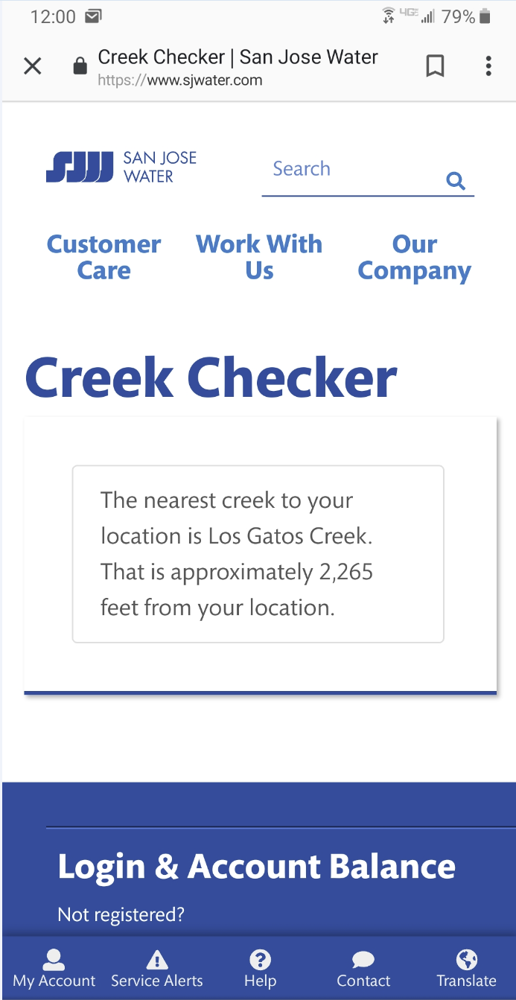 12:00 4G 79%
Creek Checker | San Jose Water
https://www.sjwater.com
SJW SAN JOSE
WATER
Search
Customer
Care
Work With
Us
Our
Company
Creek Checker
The nearest creek to your
location is Los Gatos Creek.
That is approximately 2,265
feet from your location.
Login & Account Balance
Not registered?
My Account Service Alerts Help Contact Translate